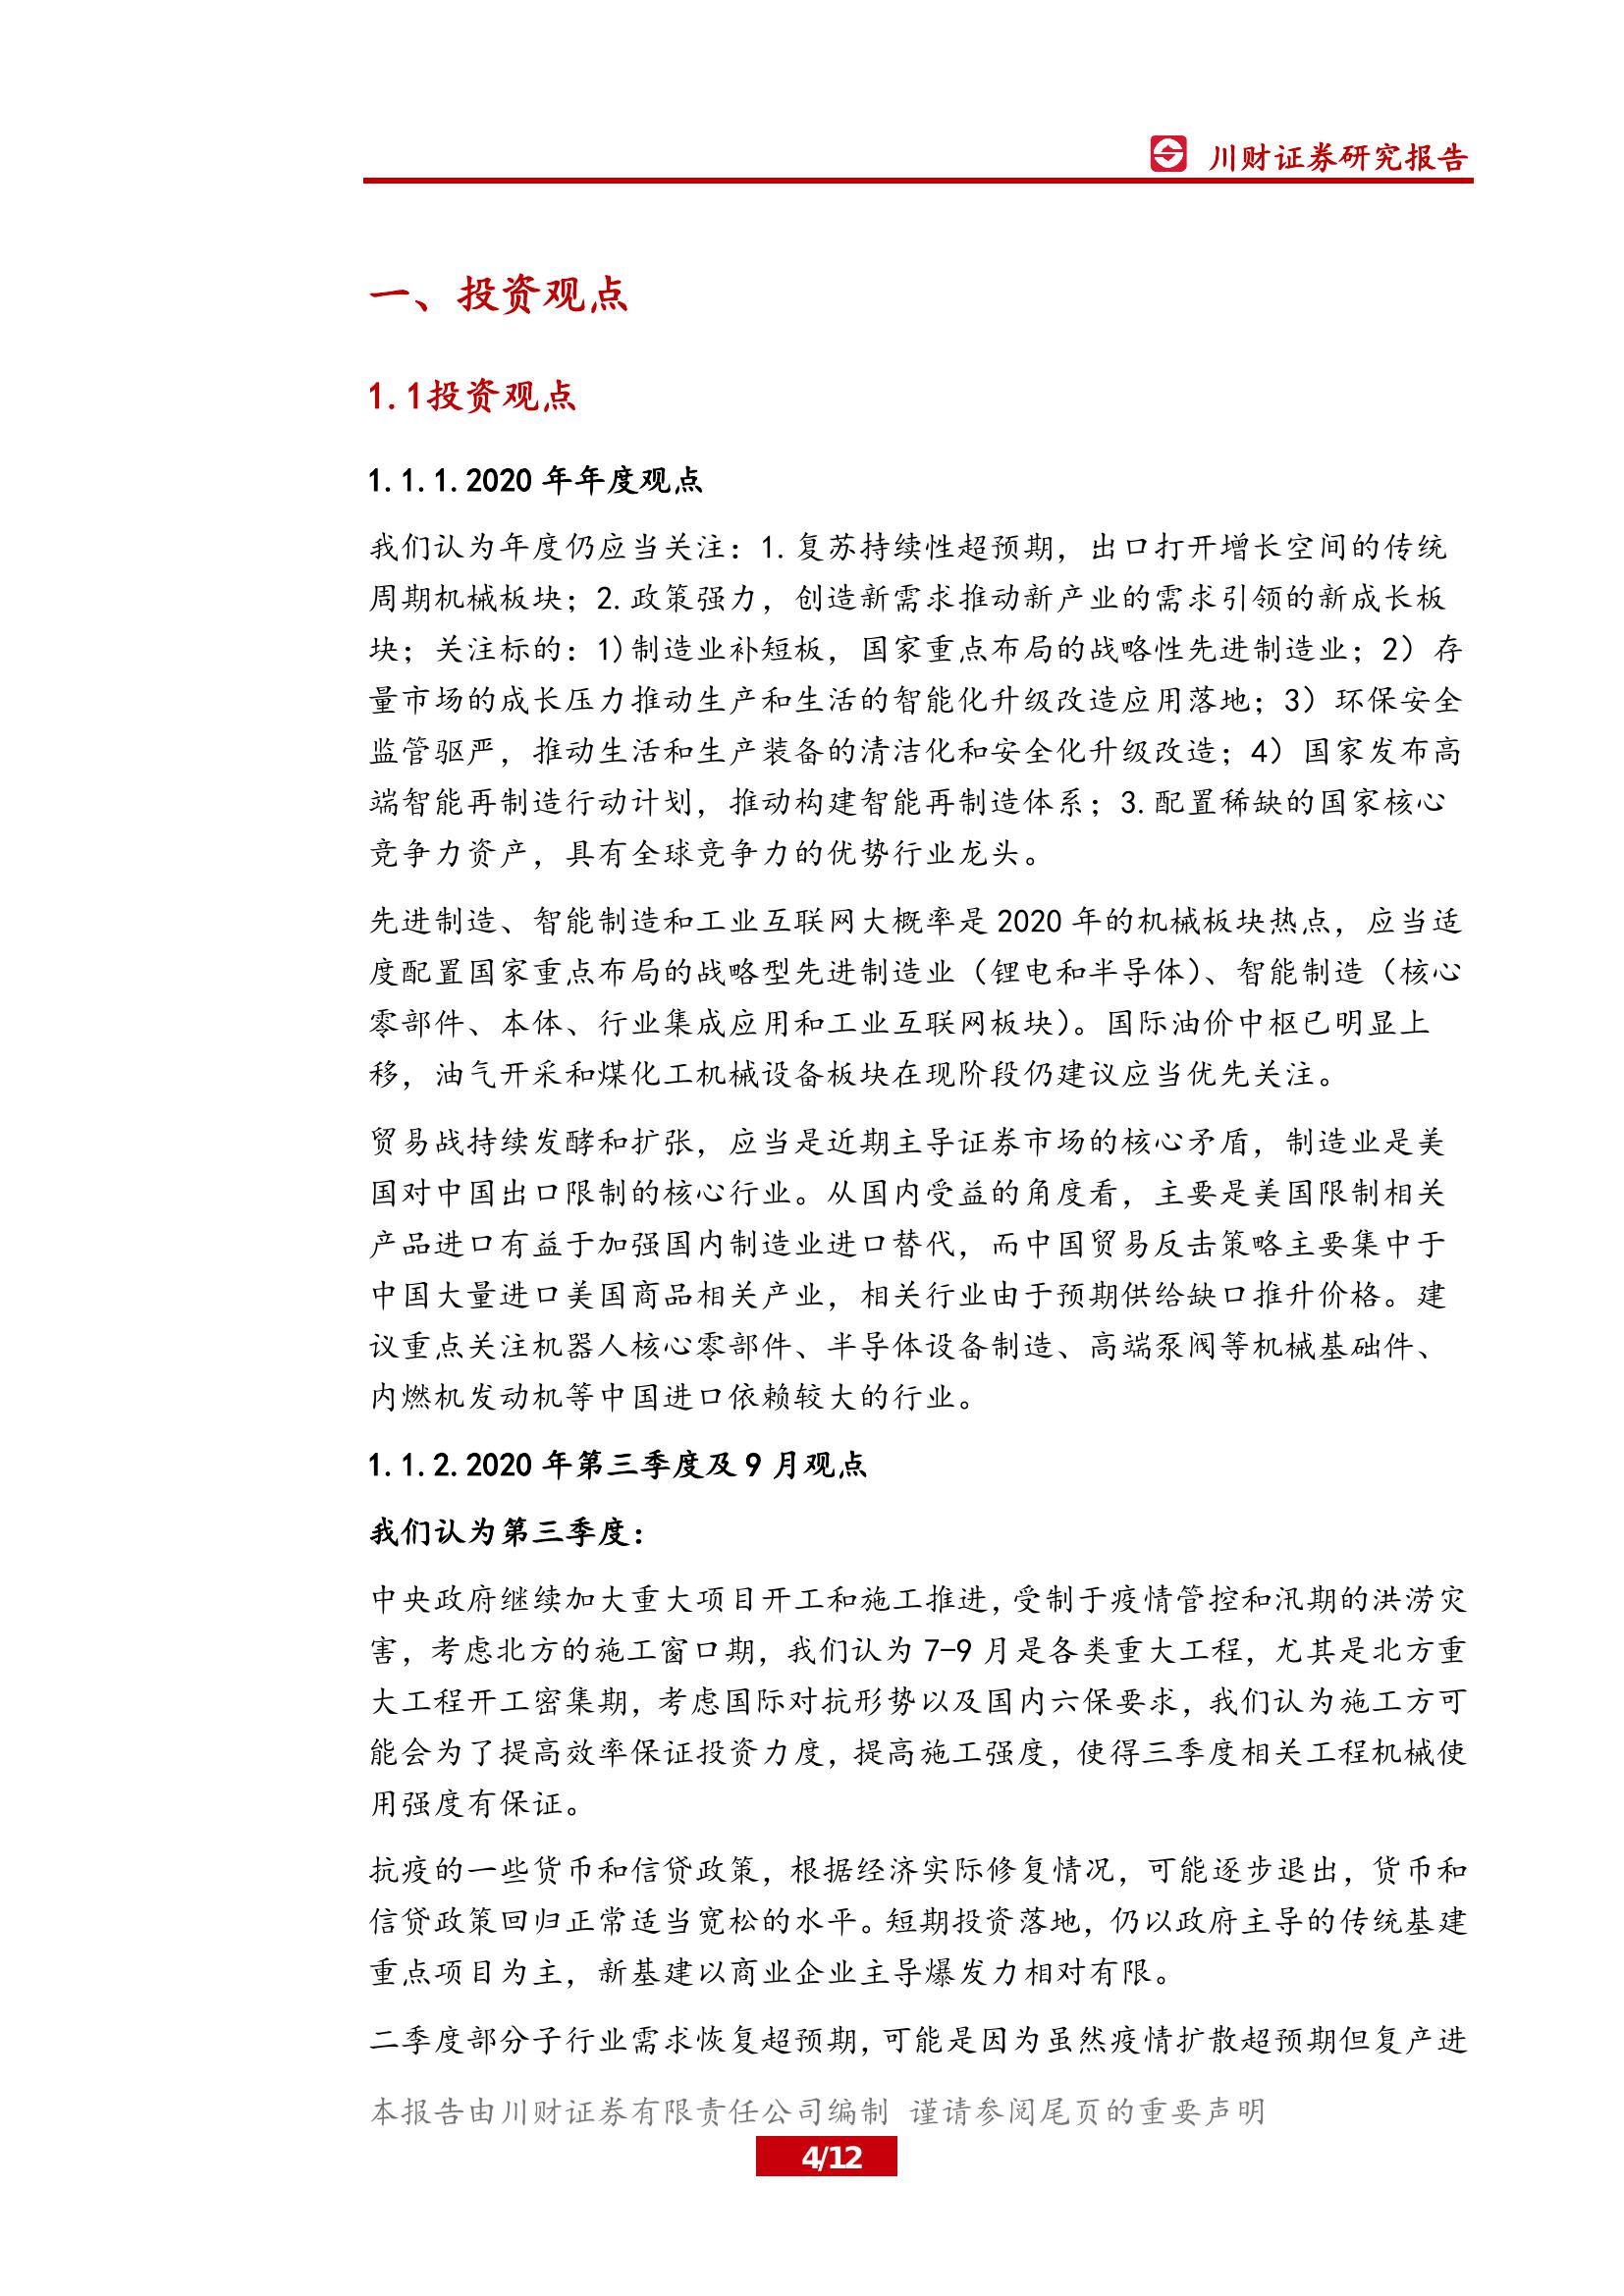 川财证券研究报告
一、投资观点
1.1投资观点
1.1.1.2020 年年度观点
我们认为年度仍应当关注：1.复苏持续性超预期，出口打开增长空间的传统
周期机械板块；2.政策强力，创造新需求推动新产业的需求引领的新成长板
块；关注标的：1)制造业补短板，国家重点布局的战略性先进制造业；2）存
量市场的成长压力推动生产和生活的智能化升级改造应用落地；3）环保安全
监管驱严，推动生活和生产装备的清洁化和安全化升级改造；4）国家发布高
端智能再制造行动计划，推动构建智能再制造体系；3.配置稀缺的国家核心
竞争力资产，具有全球竞争力的优势行业龙头。
先进制造、智能制造和工业互联网大概率是 2020 年的机械板块热点，应当适
度配置国家重点布局的战略型先进制造业（锂电和半导体）、智能制造（核心
零部件、本体、行业集成应用和工业互联网板块）。国际油价中枢已明显上
移，油气开采和煤化工机械设备板块在现阶段仍建议应当优先关注。
贸易战持续发酵和扩张，应当是近期主导证券市场的核心矛盾，制造业是美
国对中国出口限制的核心行业。从国内受益的角度看，主要是美国限制相关
产品进口有益于加强国内制造业进口替代，而中国贸易反击策略主要集中于
中国大量进口美国商品相关产业，相关行业由于预期供给缺口推升价格。建
议重点关注机器人核心零部件、半导体设备制造、高端泵阀等机械基础件、
内燃机发动机等中国进口依赖较大的行业。
1.1.2.2020 年第三季度及 9 月观点
我们认为第三季度：
中央政府继续加大重大项目开工和施工推进，受制于疫情管控和汛期的洪涝灾
害，考虑北方的施工窗口期，我们认为 7-9 月是各类重大工程，尤其是北方重
大工程开工密集期，考虑国际对抗形势以及国内六保要求，我们认为施工方可
能会为了提高效率保证投资力度，提高施工强度，使得三季度相关工程机械使
用强度有保证。
抗疫的一些货币和信贷政策，根据经济实际修复情况，可能逐步退出，货币和
信贷政策回归正常适当宽松的水平。短期投资落地，仍以政府主导的传统基建
重点项目为主，新基建以商业企业主导爆发力相对有限。
二季度部分子行业需求恢复超预期，可能是因为虽然疫情扩散超预期但复产进
本报告由川财证券有限责任公司编制 谨请参阅尾页的重要声明
4/12